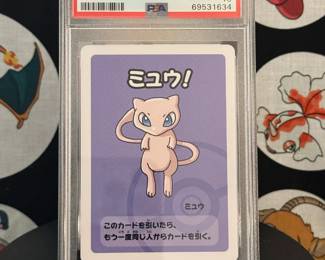 PSA
69531634
ミュウ!
ミュウ
このカードを引いたら、
もう一度同じ人からカードを引く。